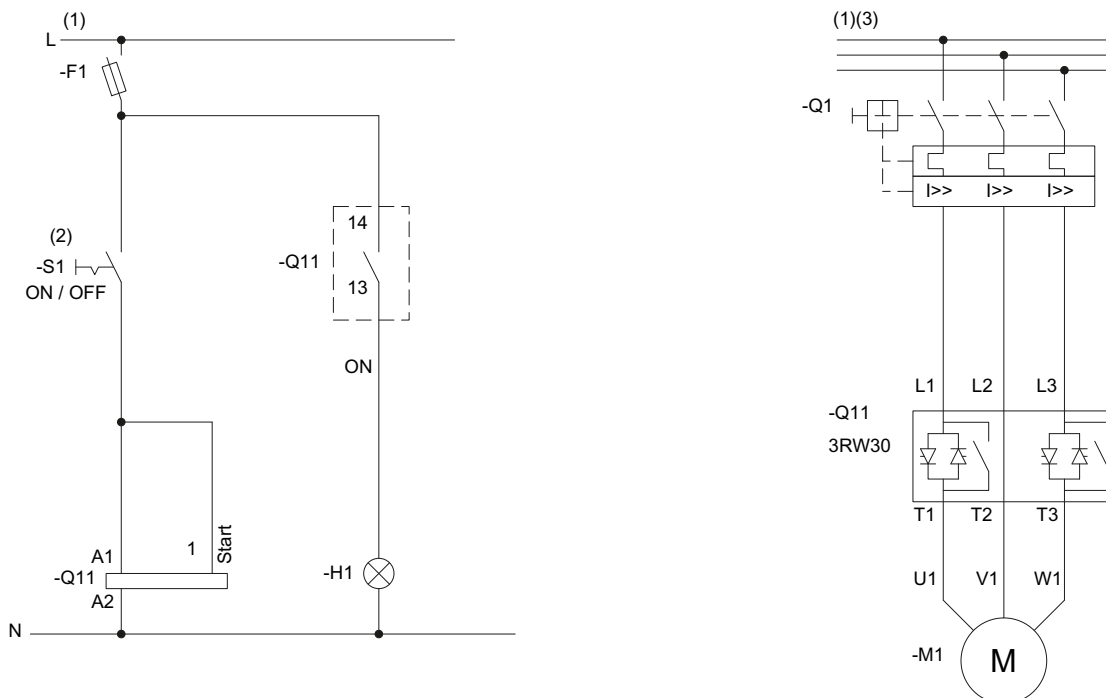 (1)
L
-F1
(2)
-S1
ON / OFF
14
-Q11
13
ON
A1
1
Start
-Q11
A2
-H1
N
(1)(3)
-Q1
I>> I>> I>>
L1 L2 L3
-Q11
3RW30
T1 T2 T3
U1 V1 W1
-M1
M